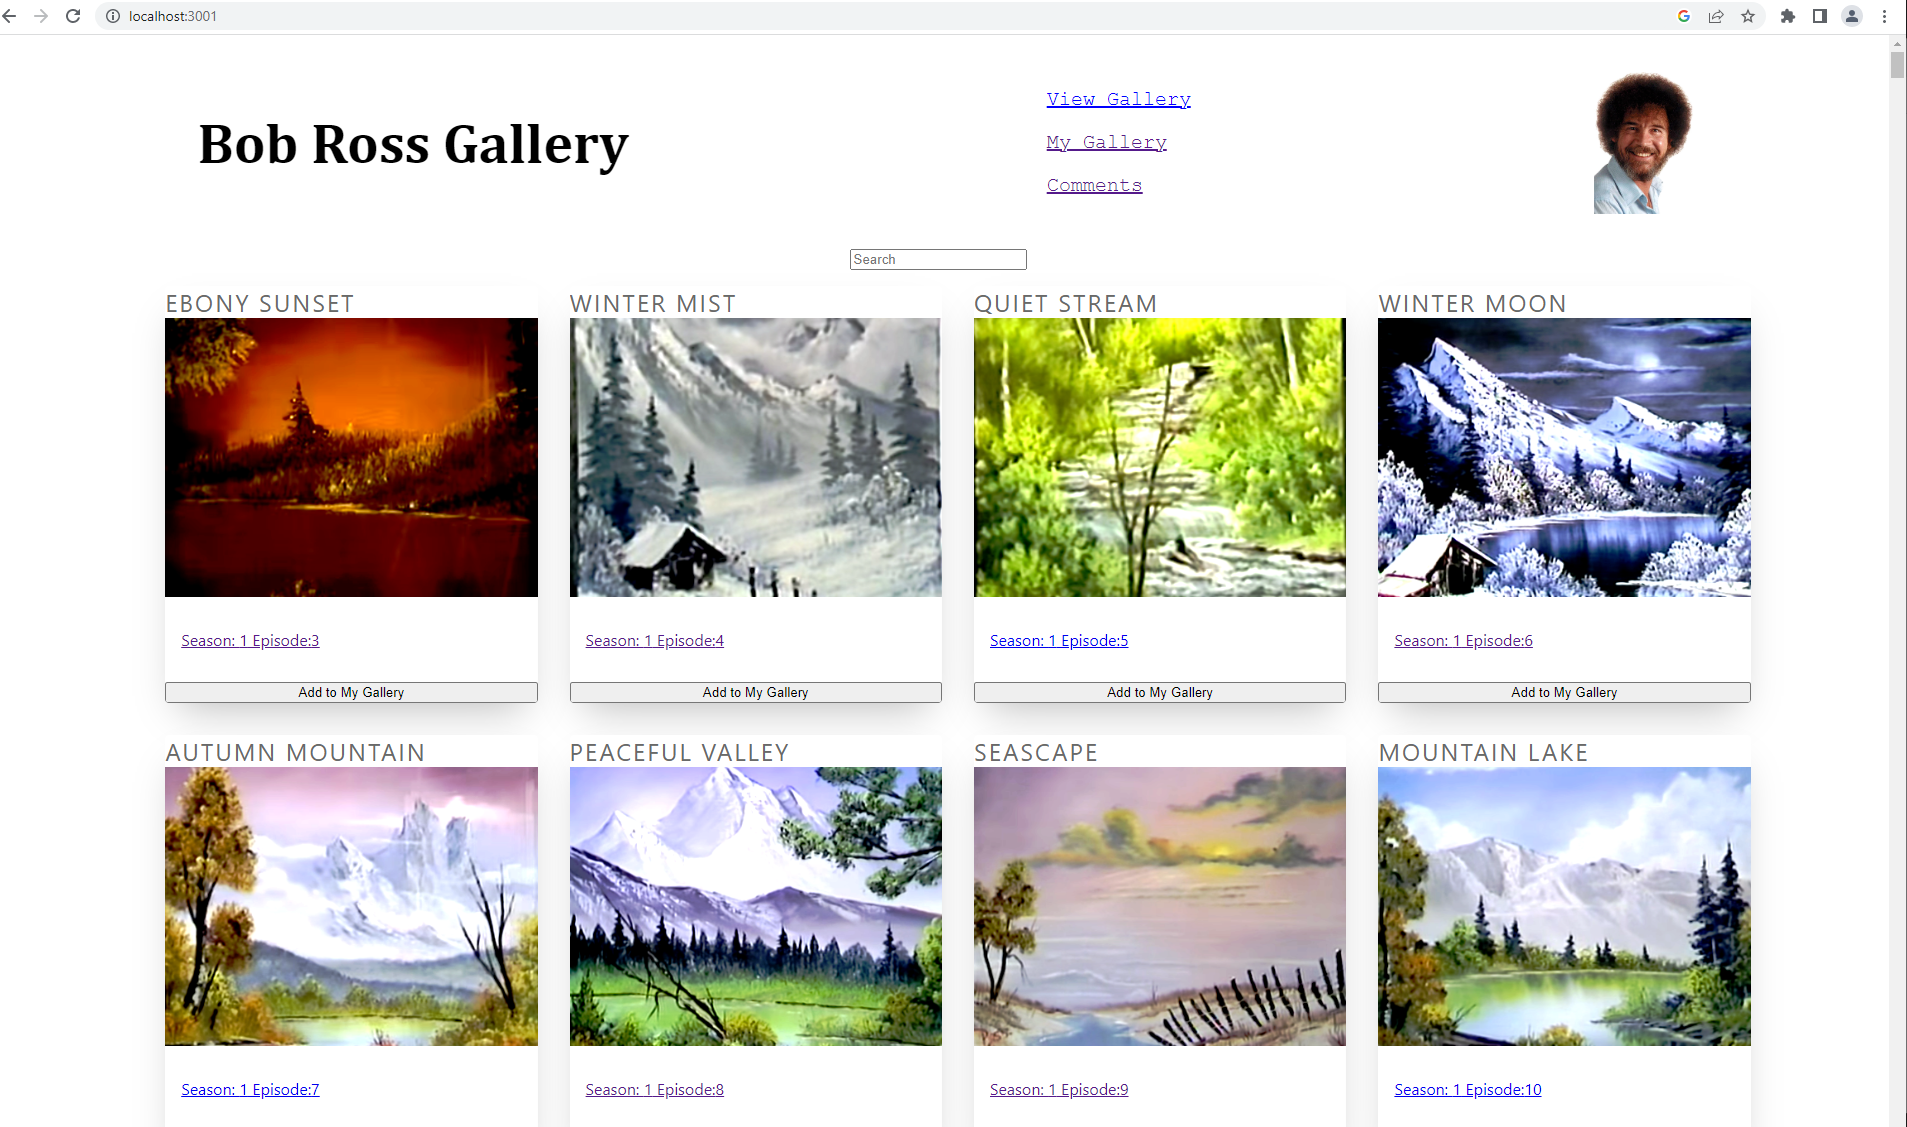 localhost:3001
Bob Ross Gallery
View Gallery
My Gallery
Comments
Search
EBONY SUNSET
WINTER MIST
QUIET STREAM
WINTER MOON
Season: 1 Episode:3
Season: 1 Episode:4
Season: 1 Episode:5
Season: 1 Episode:6
Add to My Gallery
Add to My Gallery
Add to My Gallery
Add to My Gallery
AUTUMN MOUNTAIN
PEACEFUL VALLEY
SEASCAPE
MOUNTAIN LAKE
Season: 1 Episode:7
Season: 1 Episode:8
Season: 1 Episode:9
Season: 1 Episode:10